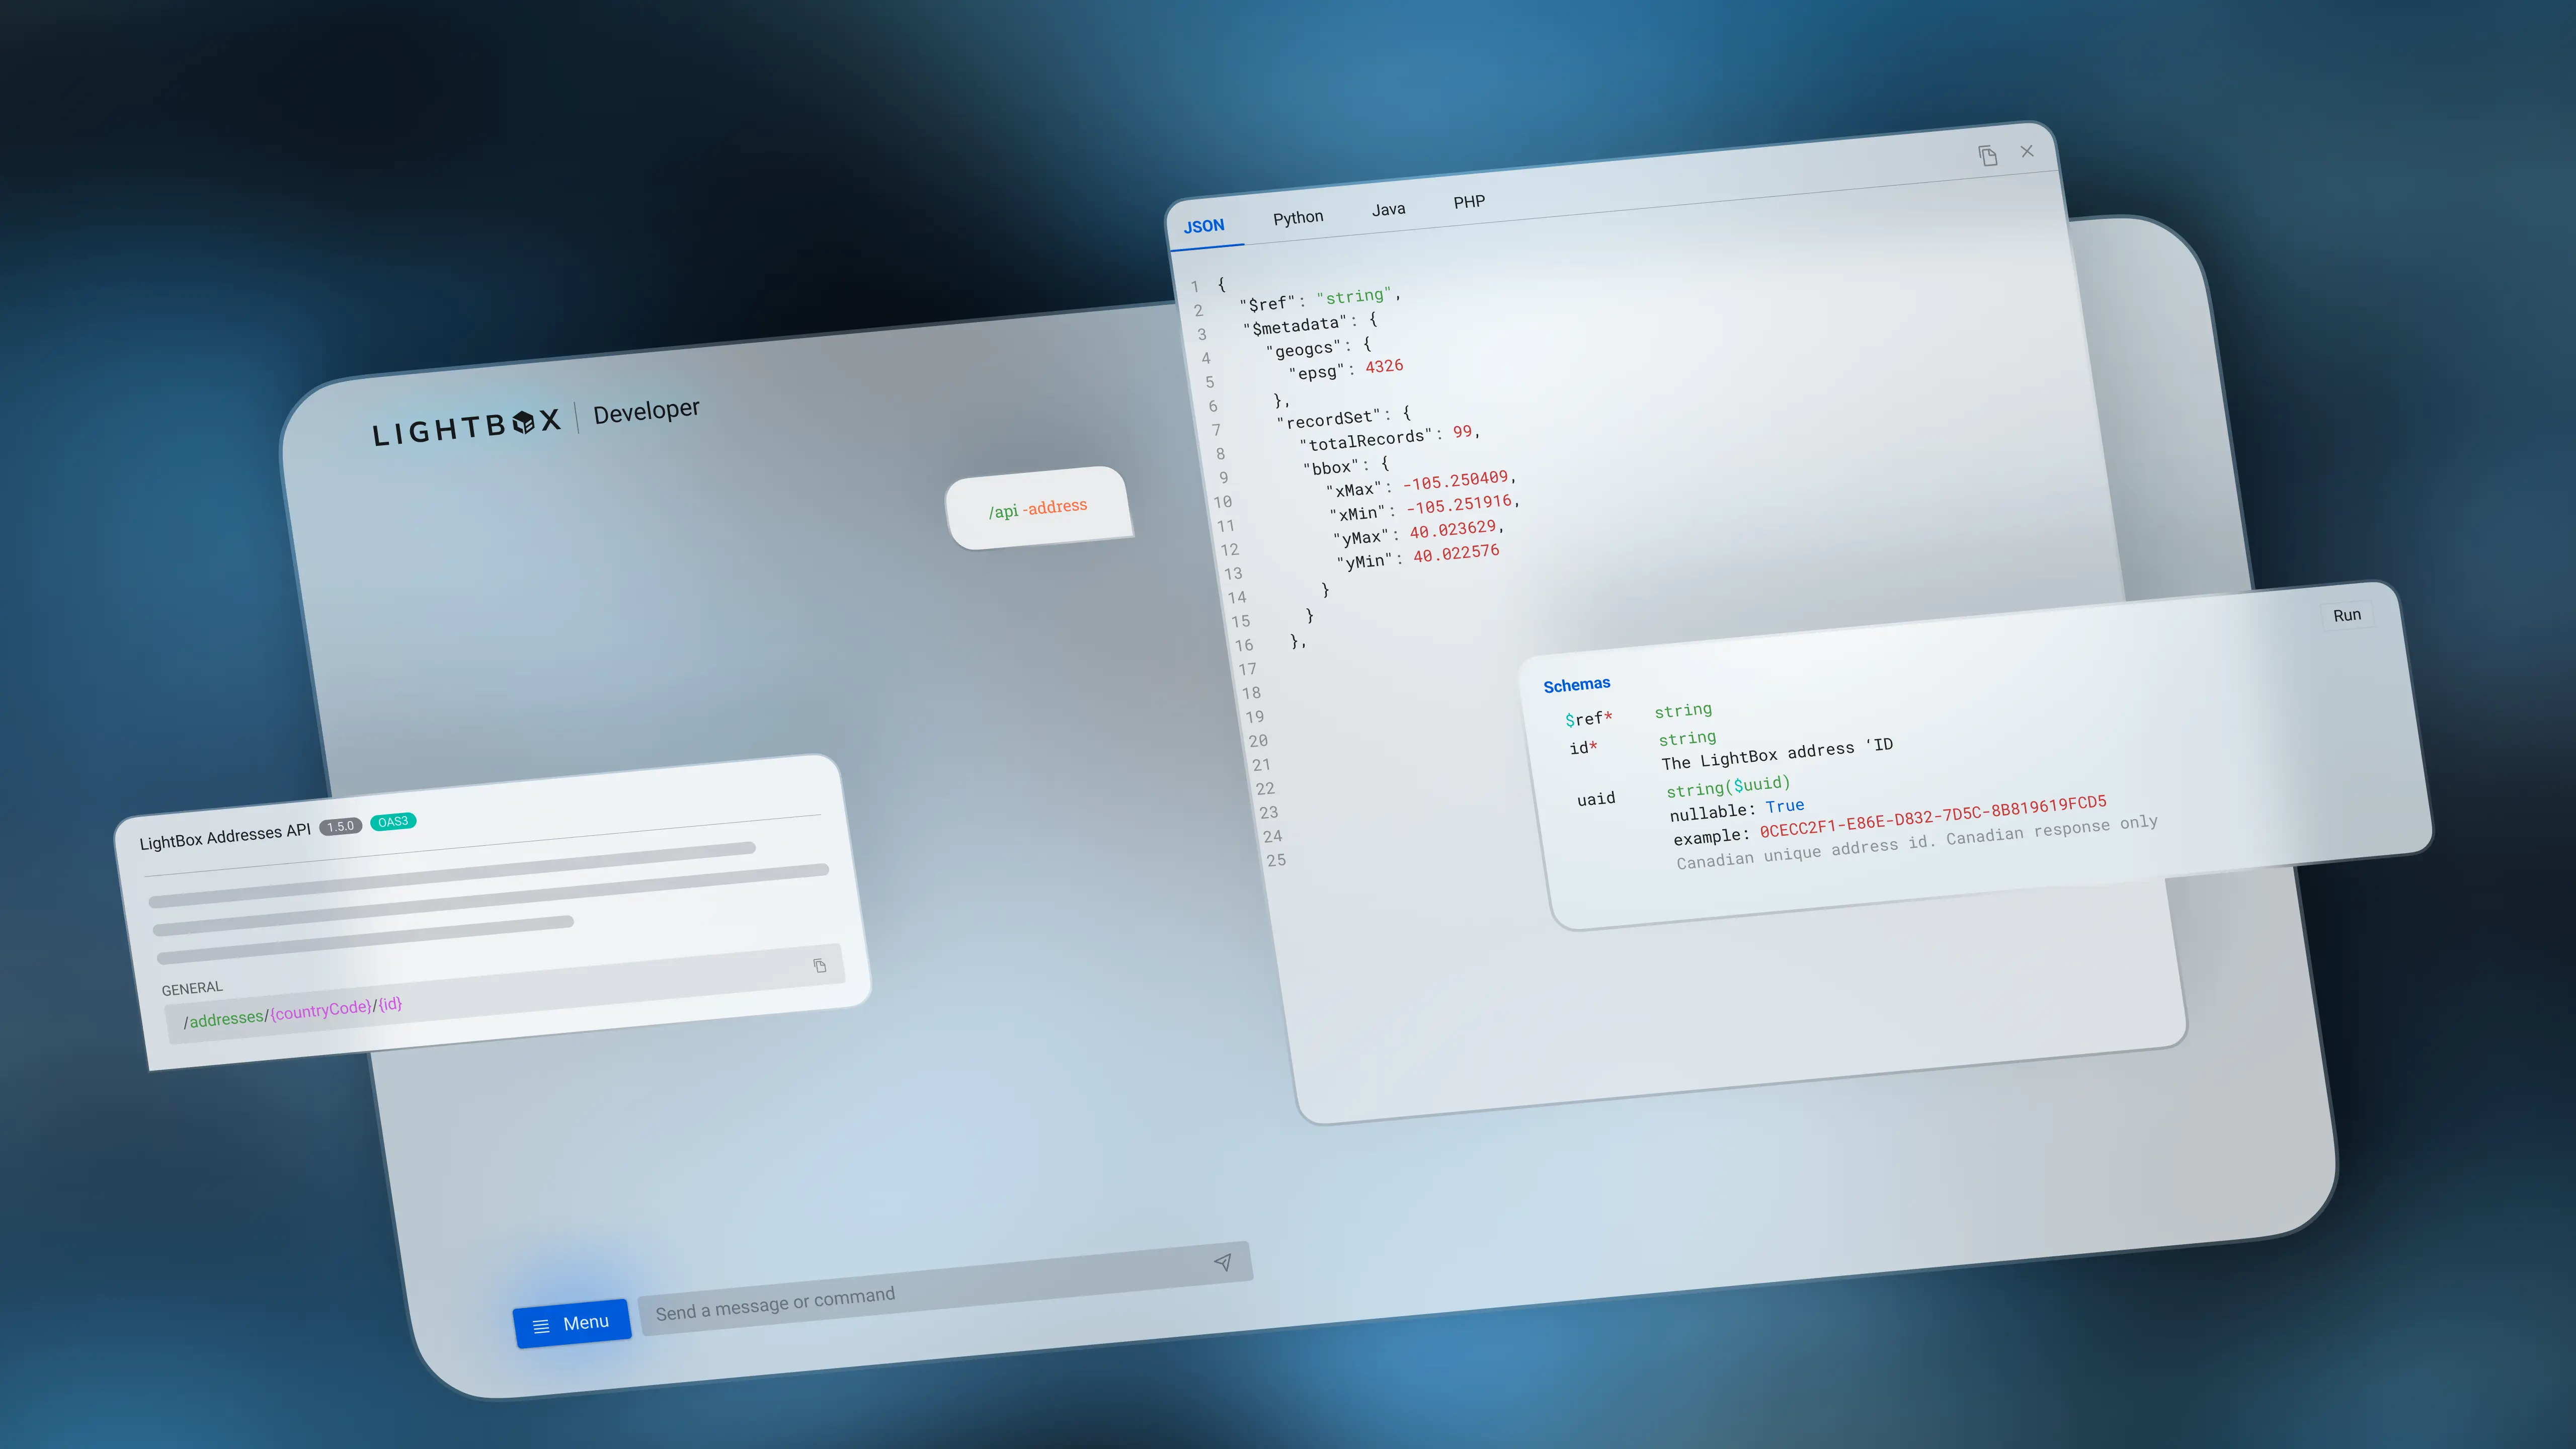 LIGHTBOX | Developer
/api -address
LightBox Addresses API 1.5.0 OAS3
GENERAL
/addresses/{countryCode}/{id}
Menu
Send a message or command
JSON Python Java PHP
1 {
2 "$ref": "string",
3 "$metadata": {
4 "geogcs": {
5 "epsg": 4326
6 },
7 "recordSet": {
8 "totalRecords": 99,
9 "bbox": {
10 "xMax": -105.250409,
11 "xMin": -105.251916,
12 "yMax": 40.023629,
13 "yMin": 40.022576
14 }
15 }
16 },
17
18
19
20
21
22
23
24
25
Run
Schemas
$ref* string
id* string
The LightBox address ‘ID
uaid string($uuid)
nullable: True
example: 0CECC2F1-E86E-D832-7D5C-8B819619FCD5
Canadian unique address id. Canadian response only